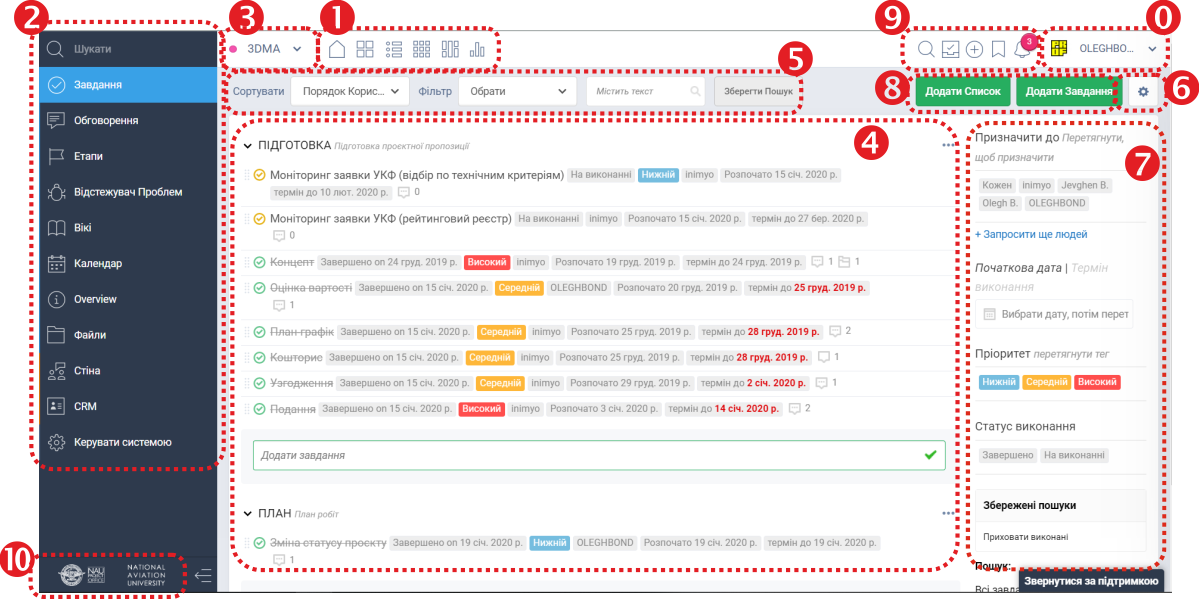 2
3
1
9
0
Шукати
3DMA
3
OLEGHBO...
Завдання
Обговорення
Етапи
Відстежувач Проблем
Вікі
Календар
Overview
Файли
Стіна
CRM
Керувати системою
10
NAU
NATIONAL
AVIATION
UNIVERSITY
5
Сортувати Порядок Корис... Фільтр Обрати Містить текст Зберегти Пошук
8
Додати Список Додати Завдання
6
4
ПІДГОТОВКА Підготовка проектної пропозиції
Моніторинг заявки УКФ (відбір по технічним критеріям) На виконанні Нижній inimyo Розпочато 15 січ. 2020 р.
термін до 10 лют. 2020 р. 0
Моніторинг заявки УКФ (рейтинговий реєстр) На виконанні inimyo Розпочато 15 січ. 2020 р. термін до 27 бер. 2020 р.
0
Концепт Завершено on 24 груд. 2019 р. Високий inimyo Розпочато 19 груд. 2019 р. термін до 24 груд. 2019 р. 1 1
Оцінка вартості Завершено on 15 січ. 2020 р. Середній OLEGHBOND Розпочато 20 груд. 2019 р. термін до 25 груд. 2019 р.
1
План-графік Завершено on 15 січ. 2020 р. Середній inimyo Розпочато 25 груд. 2019 р. термін до 28 груд. 2019 р. 2
Кошторис Завершено on 15 січ. 2020 р. Середній inimyo Розпочато 25 груд. 2019 р. термін до 28 груд. 2019 р. 1
Узгодження Завершено on 15 січ. 2020 р. Середній inimyo Розпочато 29 груд. 2019 р. термін до 2 січ. 2020 р. 1
Подання Завершено on 15 січ. 2020 р. Високий inimyo Розпочато 3 січ. 2020 р. термін до 14 січ. 2020 р. 2
Додати завдання
ПЛАН План робіт
Зміна статусу проєкту Завершено on 19 січ. 2020 р. Нижній OLEGHBOND Розпочато 19 січ. 2020 р. термін до 19 січ. 2020 р.
1
7
Призначити до Перетягнути,
щоб призначити
Кожен inimyo Jevghen B.
Olegh B. OLEGHBOND
+ Запросити ще людей
Початкова дата | Термін
виконання
Вибрати дату, потім перет
Пріоритет перетягнути тег
Нижній Середній Високий
Статус виконання
Завершено На виконанні
Збережені пошуки
Приховати виконані
Пошук:
Всі завда
Звернутися за підтримкою